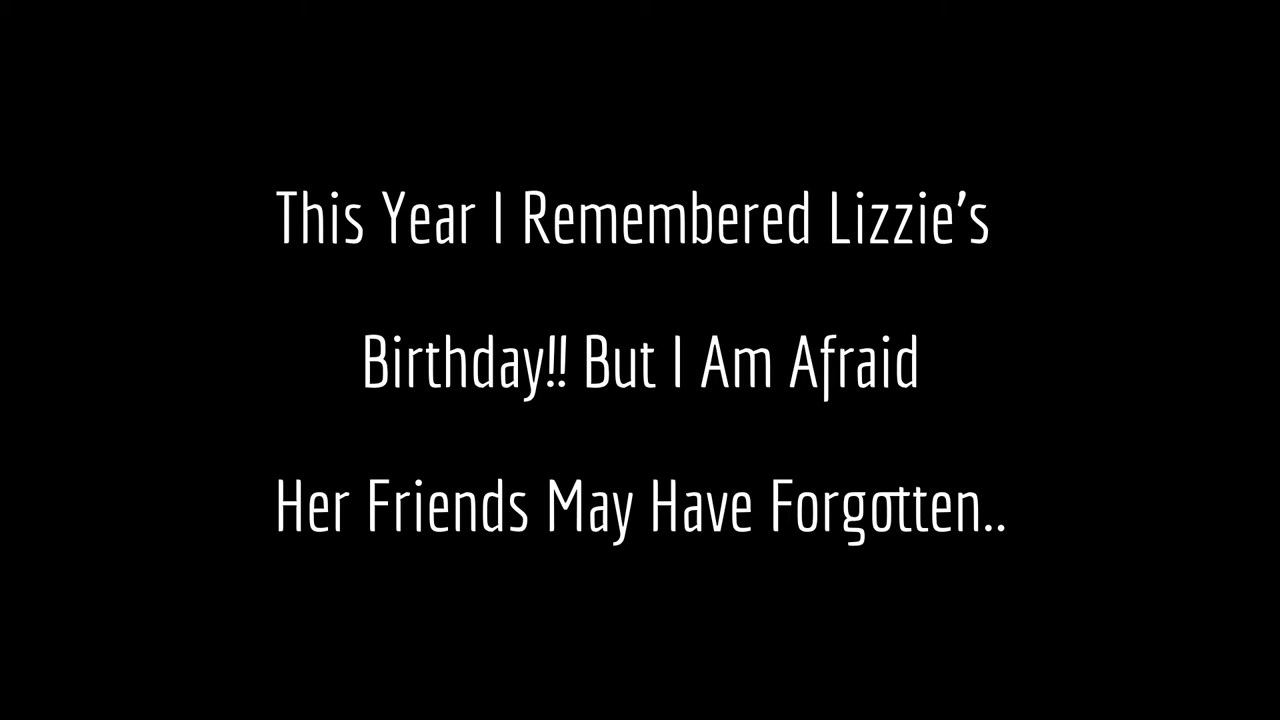 This Year I Remembered Lizzie's
Birthday!! But I Am Afraid
Her Friends May Have Forgotten..